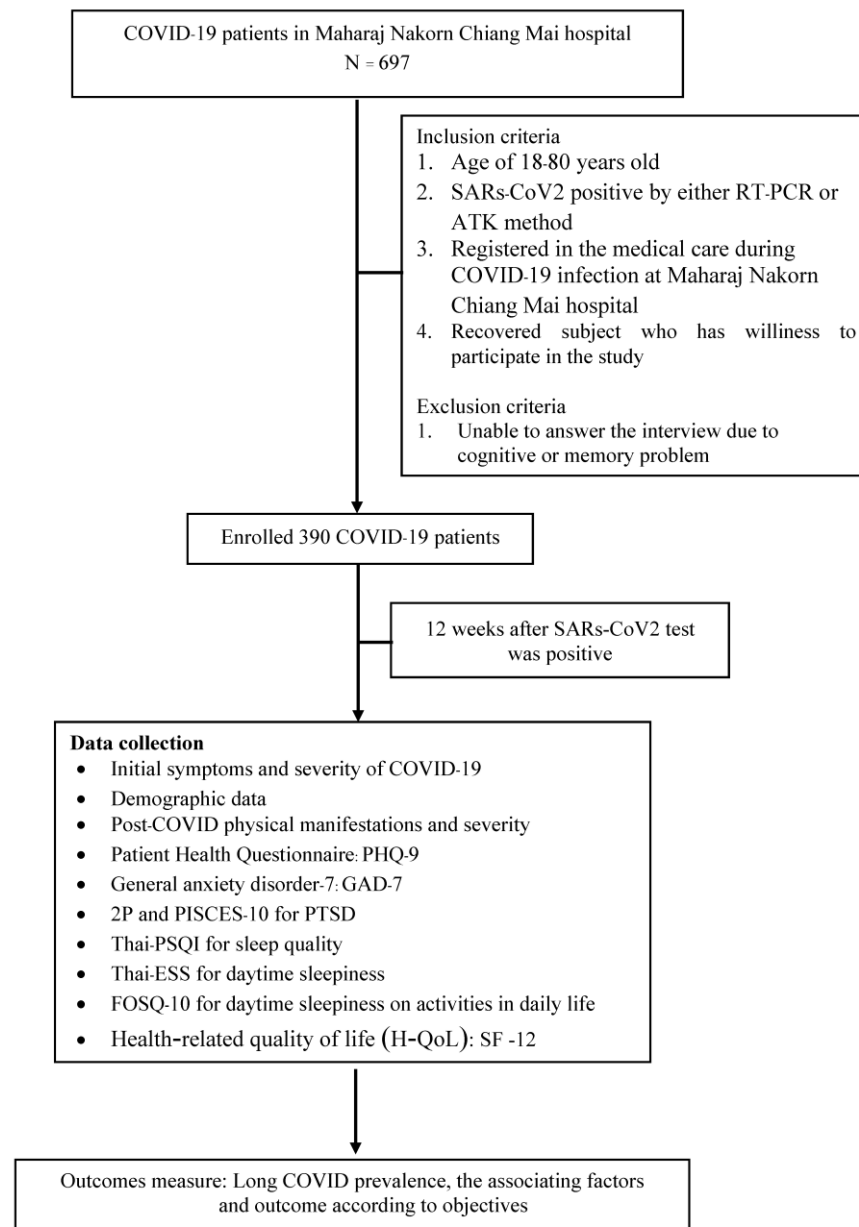 COVID-19 patients in Maharaj Nakorn Chiang Mai hospital
N = 697
Inclusion criteria
1. Age of 18-80 years old
2. SARs-CoV2 positive by either RT-PCR or
ATK method
3. Registered in the medical care during
COVID-19 infection at Maharaj Nakorn
Chiang Mai hospital
4. Recovered subject who has williness to
participate in the study
Exclusion criteria
1. Unable to answer the interview due to
cognitive or memory problem
Enrolled 390 COVID-19 patients
12 weeks after SARs-CoV2 test
was positive
Data collection
• Initial symptoms and severity of COVID-19
• Demographic data
• Post-COVID physical manifestations and severity
• Patient Health Questionnaire: PHQ-9
• General anxiety disorder-7: GAD-7
• 2P and PISCES-10 for PTSD
• Thai-PSQI for sleep quality
• Thai-ESS for daytime sleepiness
• FOSQ-10 for daytime sleepiness on activities in daily life
• Health-related quality of life (H-QoL): SF -12
Outcomes measure: Long COVID prevalence, the associating factors
and outcome according to objectives